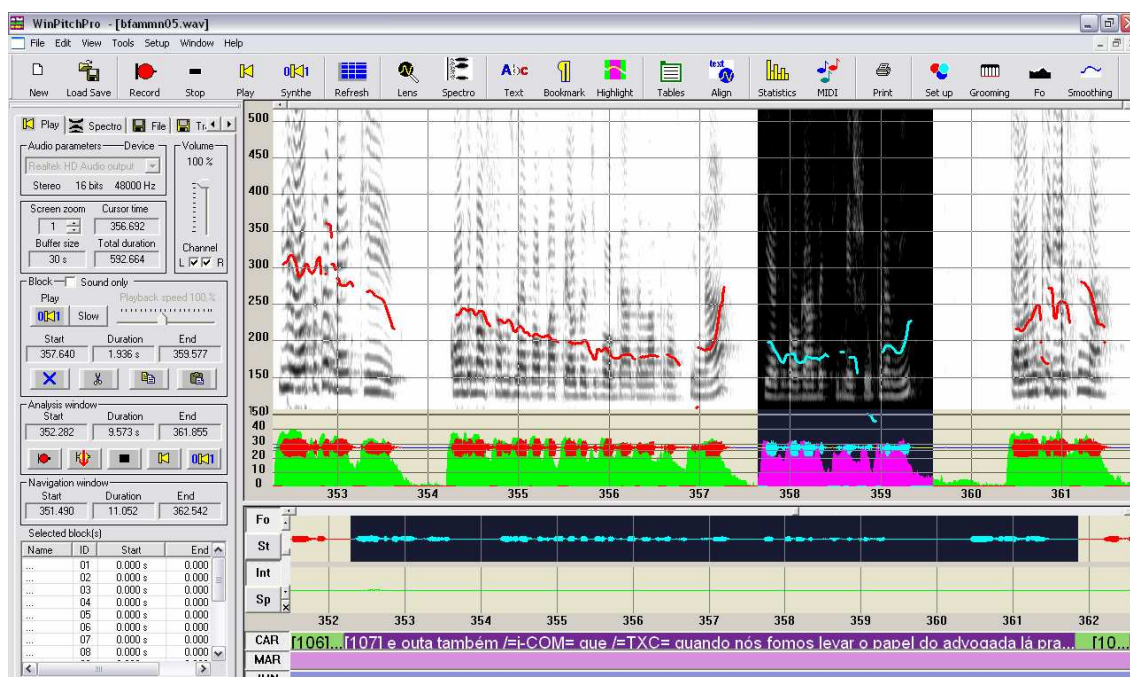 WinPitchPro - [bfammn05.wav]
File Edit View Tools Setup Window Help
New Load Save Record Stop Play Synthe Refresh Lens Spectro Text Bookmark Highlight Tables Align Statistics MIDI Print Set up Grooming Fo Smoothing
Play Spectro File Tr
Audio parameters Device Volume
Realtek HD Audio output 100 %
Stereo 16 bits 48000 Hz
Screen zoom Cursor time
1 356.692
Buffer size Total duration Channel
30 s 592.664 L R
Block Sound only
Play Playback speed 100.%
Slow
Start Duration End
357.640 1.936 s 359.577
Analysis window
Start Duration End
352.282 9.573 s 361.855
Navigation window
Start Duration End
351.490 11.052 362.542
Selected block(s)
Name ID Start End
... 01 0.000 s 0.000
... 02 0.000 s 0.000
... 03 0.000 s 0.000
... 04 0.000 s 0.000
... 05 0.000 s 0.000
... 06 0.000 s 0.000
... 07 0.000 s 0.000
... 08 0.000 s 0.000
500
450
400
350
300
250
200
150
40
30
20
10
0
353 354 355 356 357 358 359 360 361
Fo
St
Int
Sp
352 353 354 355 356 357 358 359 360 361 362
CAR [106]... [107] e outa também /=i-COM= que /=TXC= quando nós fomos levar o papel do advogada lá pra... [10...
MAR